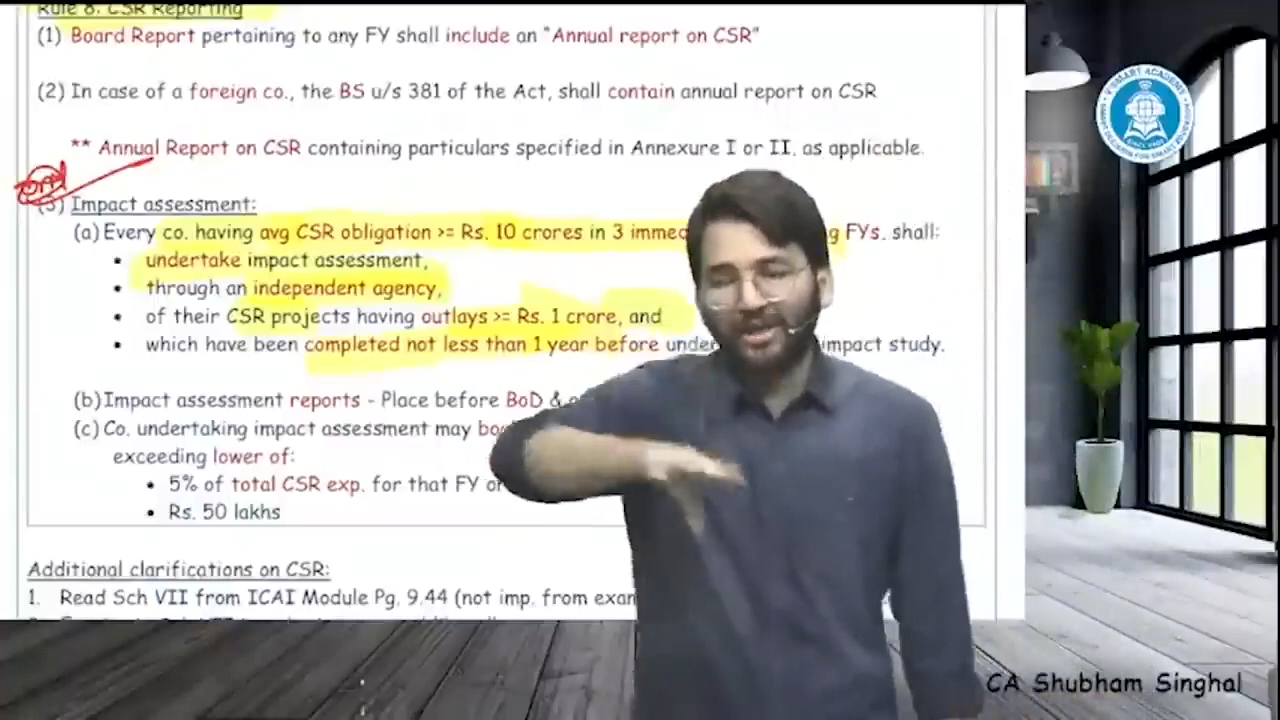 Rule 8: CSR Reporting
(1) Board Report pertaining to any FY shall include an "Annual report on CSR"
(2) In case of a foreign co., the BS u/s 381 of the Act, shall contain annual report on CSR
** Annual Report on CSR containing particulars specified in Annexure I or II, as applicable.
(3) Impact assessment:
(a) Every co. having avg CSR obligation >= Rs. 10 crores in 3 immed g FYs, shall:
• undertake impact assessment,
• through an independent agency,
• of their CSR projects having outlays >= Rs. 1 crore, and
• which have been completed not less than 1 year before under impact study.
(b) Impact assessment reports - Place before BoD &
(c) Co. undertaking impact assessment may boo
exceeding lower of:
• 5% of total CSR exp. for that FY or
• Rs. 50 lakhs
Additional clarifications on CSR:
1. Read Sch VII from ICAI Module Pg. 9.44 (not imp. from exam
V'SMART ACADEMY
CA Shubham Singhal